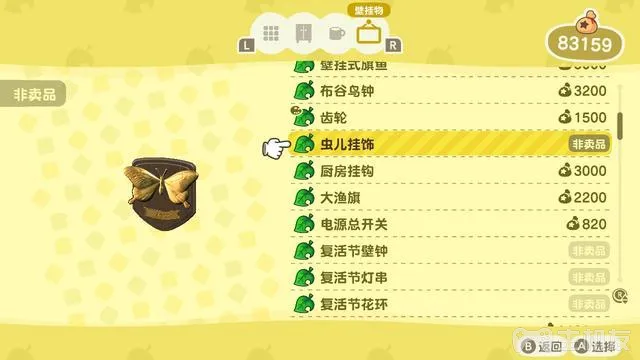 壁挂物
L R
83159
非卖品
壁挂式旗鱼
布谷鸟钟 3200
齿轮 1500
虫儿挂饰 非卖品
厨房挂钩 3000
大渔旗 2200
电源总开关 820
复活节壁钟 非卖品
复活节灯串 非卖品
复活节花环 非卖品
R
B 返回 A 选择